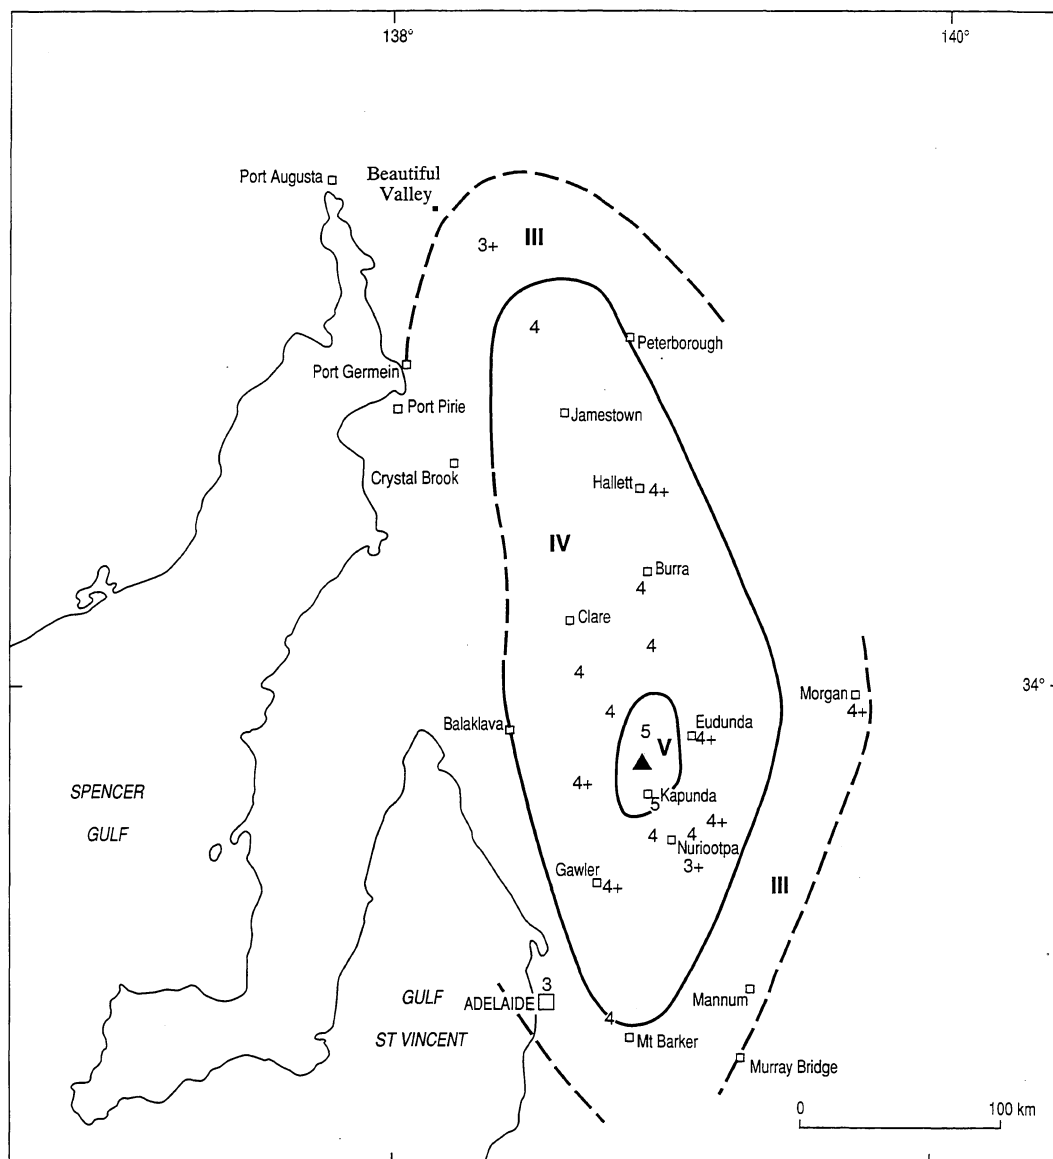 138°
140°
Port Augusta
Beautiful
Valley
3+
III
4
Peterborough
Port Germein
Port Pirie
Jamestown
Crystal Brook
Hallett
4+
IV
Burra
4
Clare
4
4
34°
Morgan
4+
4
Eudunda
4+
Balaklava
5
V
4+
SPENCER
GULF
Kapunda
5
4+
4
4
Nuriootpa
3+
Gawler
4+
III
3
ADELAIDE
Mannum
GULF
ST VINCENT
4
Mt Barker
Murray Bridge
0
100 km